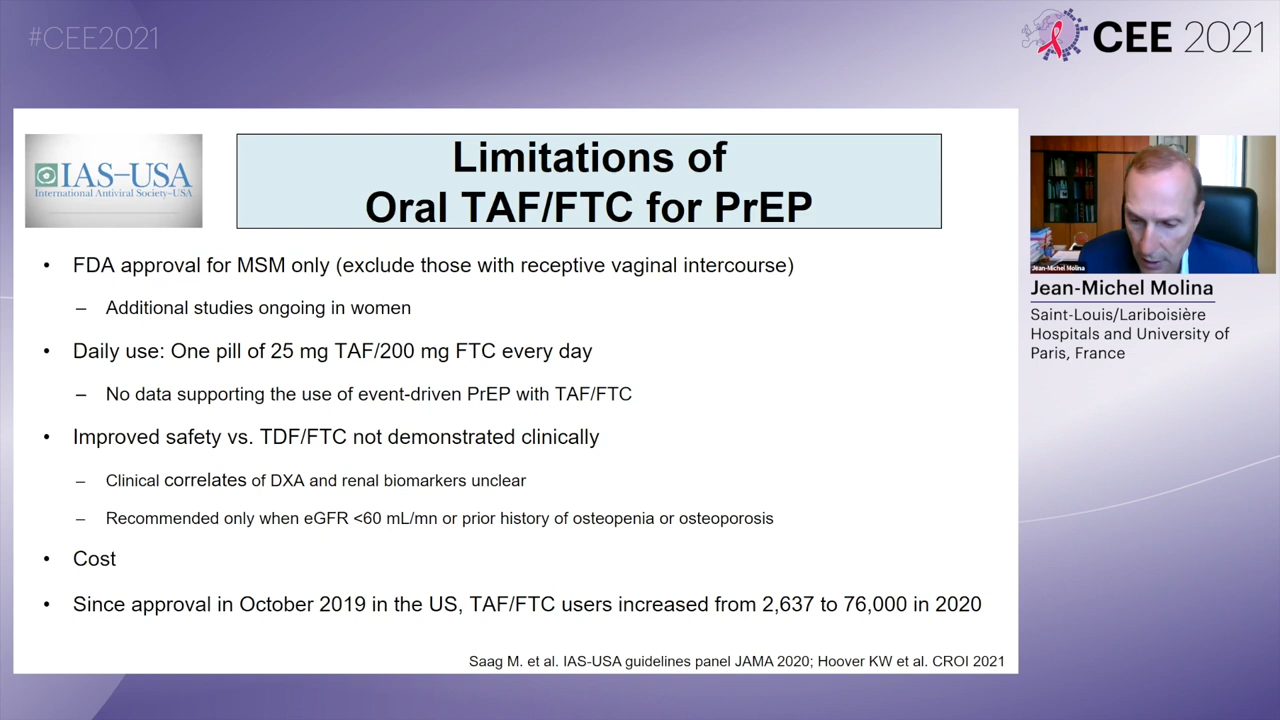 #CEE2021
CEE 2021
IAS–USA
International Antiviral Society–USA
Limitations of
Oral TAF/FTC for PrEP
• FDA approval for MSM only (exclude those with receptive vaginal intercourse)
– Additional studies ongoing in women
• Daily use: One pill of 25 mg TAF/200 mg FTC every day
– No data supporting the use of event-driven PrEP with TAF/FTC
• Improved safety vs. TDF/FTC not demonstrated clinically
– Clinical correlates of DXA and renal biomarkers unclear
– Recommended only when eGFR <60 mL/mn or prior history of osteopenia or osteoporosis
• Cost
• Since approval in October 2019 in the US, TAF/FTC users increased from 2,637 to 76,000 in 2020
Saag M. et al. IAS-USA guidelines panel JAMA 2020; Hoover KW et al. CROI 2021
Jean-Michel Molina
Jean-Michel Molina
Saint-Louis/Lariboisière
Hospitals and University of
Paris, France